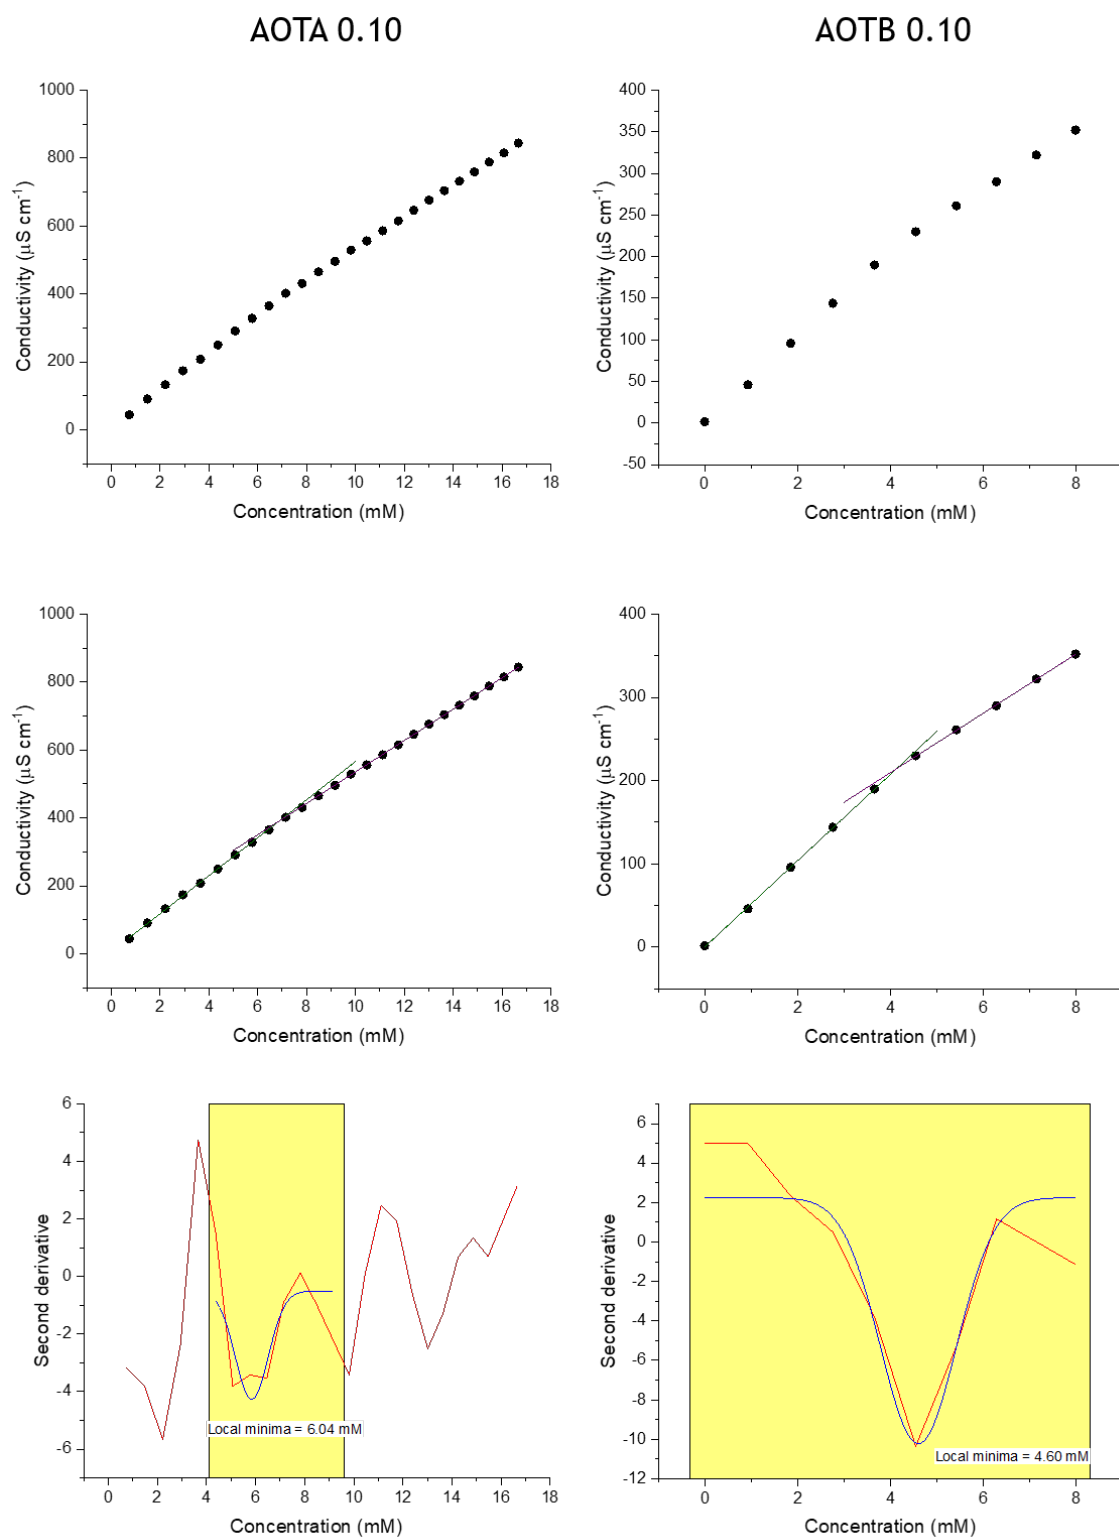 AOTA 0.10
AOTB 0.10
1000
800
600
400
200
0
Conductivity (μS cm⁻¹)
0 2 4 6 8 10 12 14 16 18
Concentration (mM)
400
350
300
250
200
150
100
50
0
-50
Conductivity (μS cm⁻¹)
0 2 4 6 8
Concentration (mM)
1000
800
600
400
200
0
Conductivity (μS cm⁻¹)
0 2 4 6 8 10 12 14 16 18
Concentration (mM)
400
300
200
100
0
Conductivity (μS cm⁻¹)
0 2 4 6 8
Concentration (mM)
6
4
2
0
-2
-4
-6
Second derivative
Local minima = 6.04 mM
0 2 4 6 8 10 12 14 16 18
Concentration (mM)
6
4
2
0
-2
-4
-6
-8
-10
-12
Second derivative
Local minima = 4.60 mM
0 2 4 6 8
Concentration (mM)